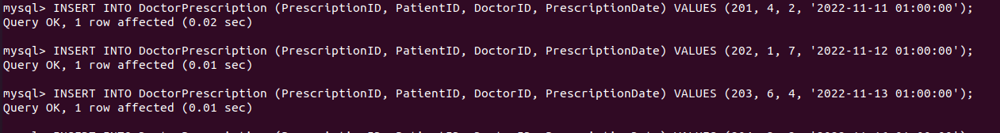 mysql> INSERT INTO DoctorPrescription (PrescriptionID, PatientID, DoctorID, PrescriptionDate) VALUES (201, 4, 2, '2022-11-11 01:00:00');
Query OK, 1 row affected (0.02 sec)
mysql> INSERT INTO DoctorPrescription (PrescriptionID, PatientID, DoctorID, PrescriptionDate) VALUES (202, 1, 7, '2022-11-12 01:00:00');
Query OK, 1 row affected (0.01 sec)
mysql> INSERT INTO DoctorPrescription (PrescriptionID, PatientID, DoctorID, PrescriptionDate) VALUES (203, 6, 4, '2022-11-13 01:00:00');
Query OK, 1 row affected (0.01 sec)